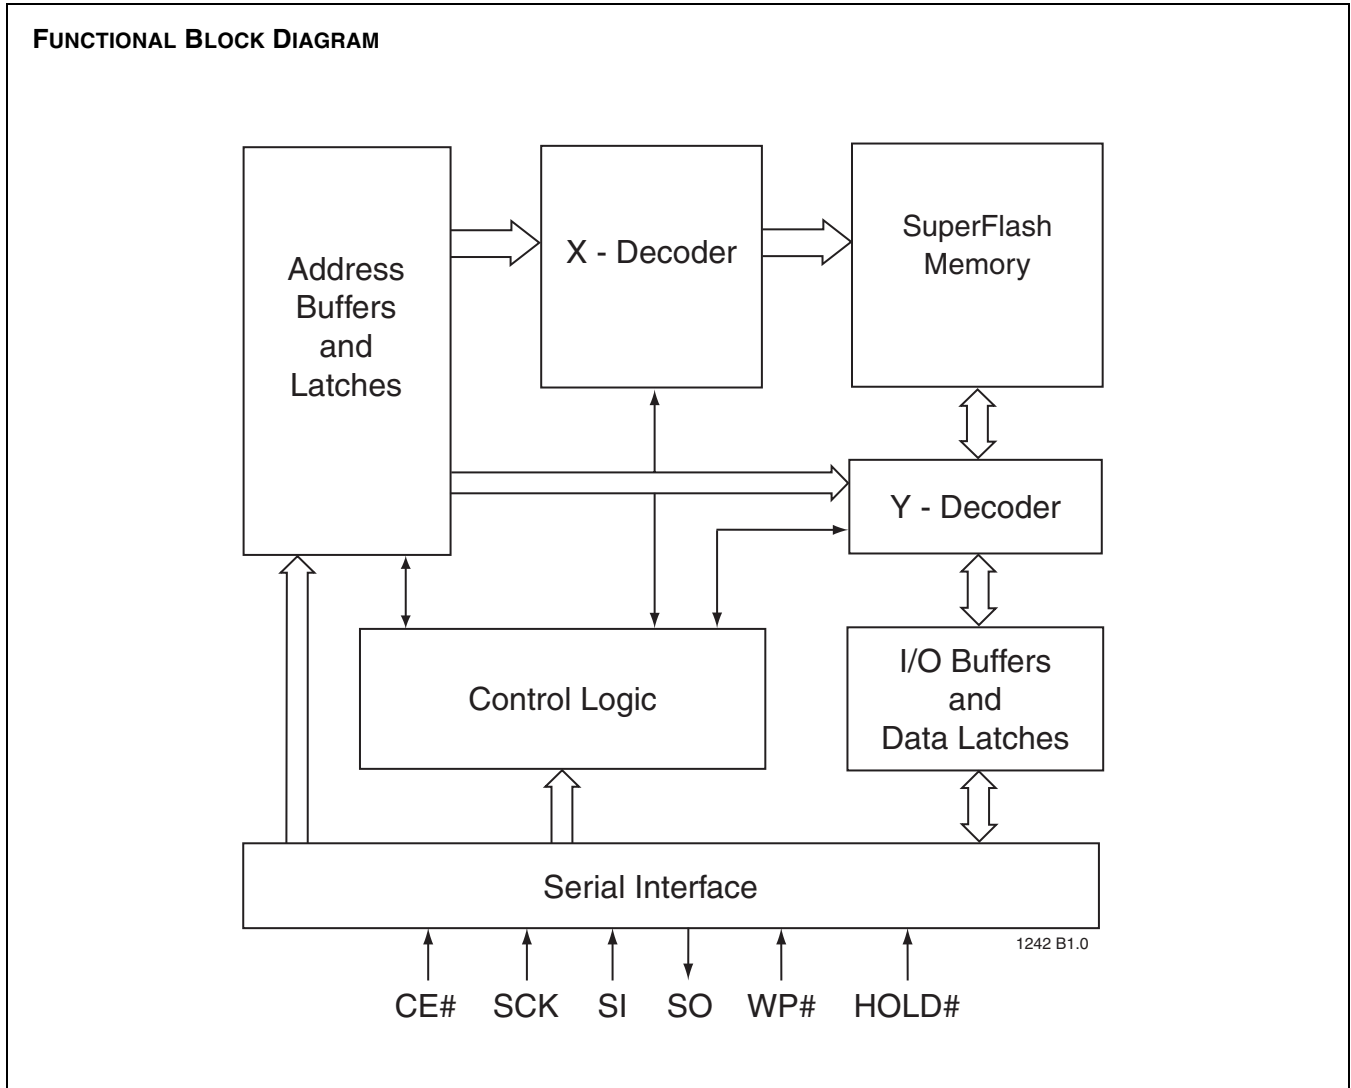 FUNCTIONAL BLOCK DIAGRAM
Address
Buffers
and
Latches
X - Decoder
SuperFlash
Memory
Y - Decoder
Control Logic
I/O Buffers
and
Data Latches
Serial Interface
1242 B1.0
CE# SCK SI SO WP# HOLD#